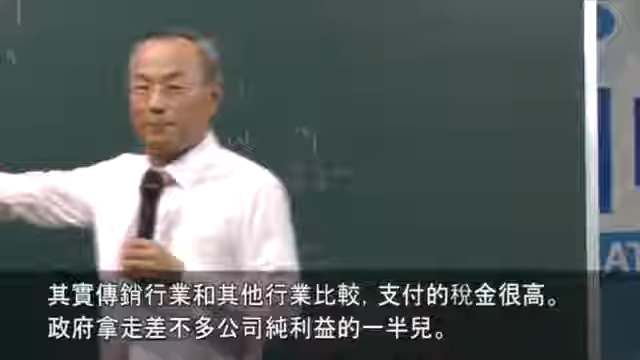 其實傳銷行業和其他行業比較，支付的稅金很高。
政府拿走差不多公司純利益的一半兒。
AT